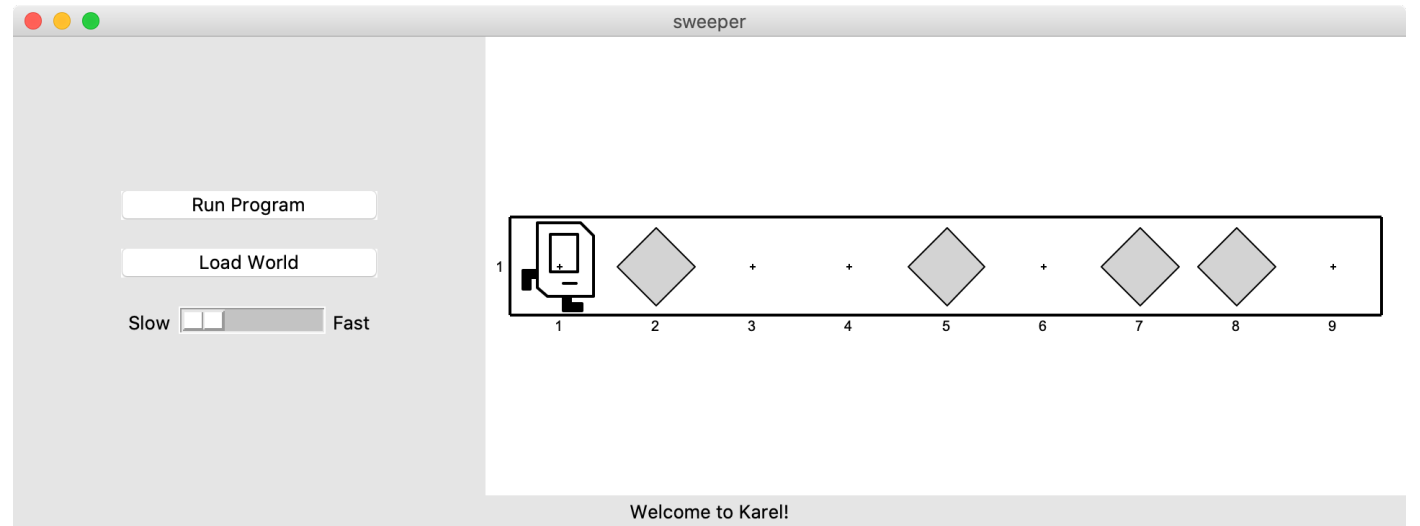 sweeper
Run Program
Load World
Slow Fast
1
1 2 3 4 5 6 7 8 9
Welcome to Karel!